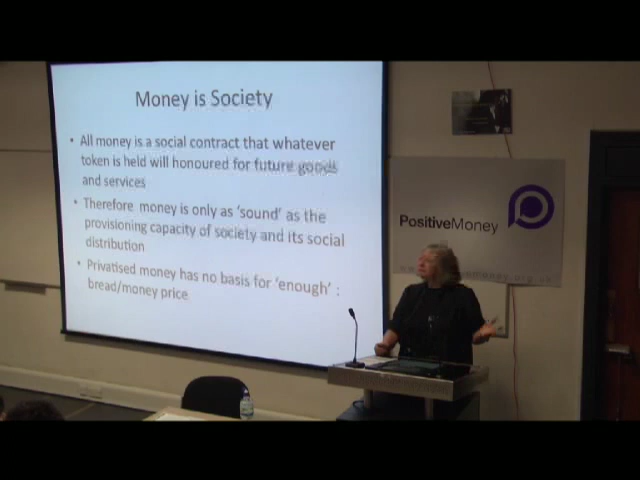 Money is Society
• All money is a social contract that whatever
token is held will honoured for future goods
and services
• Therefore money is only as ‘sound’ as the
provisioning capacity of society and its social
distribution
• Privatised money has no basis for ‘enough’ :
bread/money price
PositiveMoney